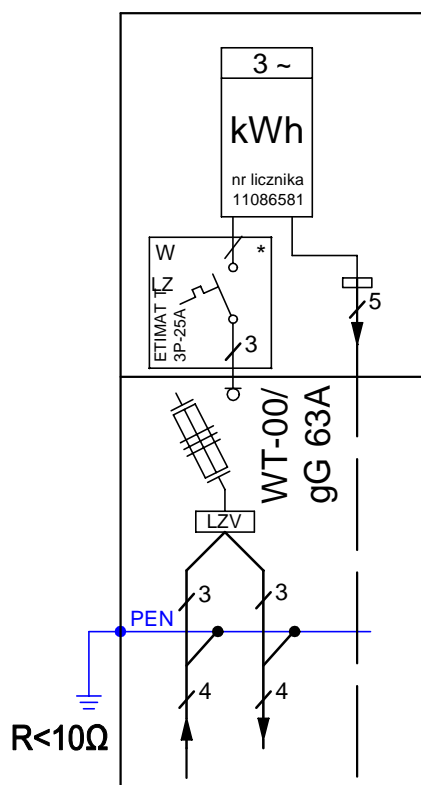 3 ~
kWh
nr licznika
11086581
W
*
LZ
ETIMAT T
3P-25A
5
3
WT-00/
gG 63A
LZV
3
3
PEN
4
4
R<10Ω